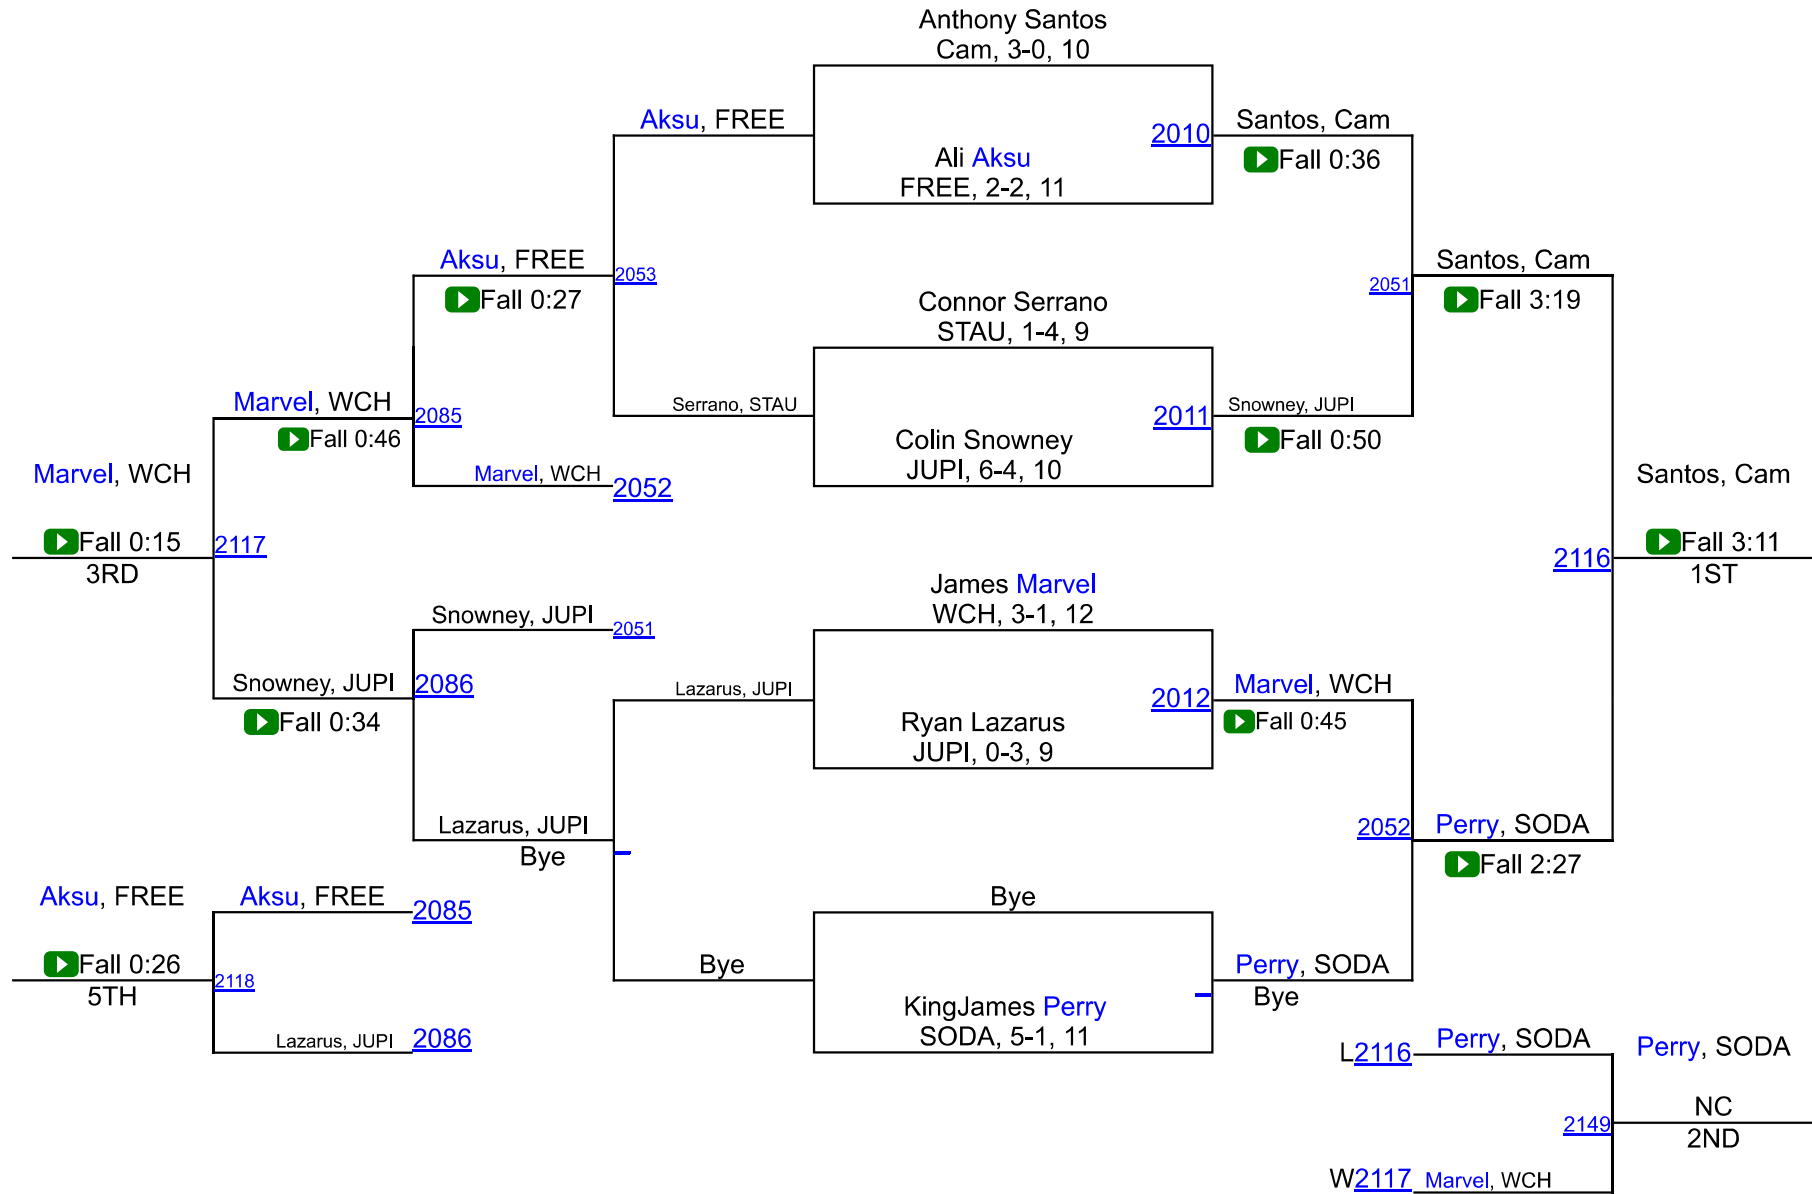 Anthony Santos
Cam, 3-0, 10
Aksu, FREE
2010
Santos, Cam
Fall 0:36
Ali Aksu
FREE, 2-2, 11
Aksu, FREE
2053
Fall 0:27
Santos, Cam
2051
Fall 3:19
Connor Serrano
STAU, 1-4, 9
Marvel, WCH
2085
Fall 0:46
Serrano, STAU
2011
Snowney, JUPI
Fall 0:50
Colin Snowney
JUPI, 6-4, 10
Marvel, WCH
Marvel, WCH
2052
Santos, Cam
Fall 0:15
3RD
2117
2116
Fall 3:11
1ST
James Marvel
WCH, 3-1, 12
Snowney, JUPI
2051
Snowney, JUPI
2086
Fall 0:34
Lazarus, JUPI
2012
Marvel, WCH
Fall 0:45
Ryan Lazarus
JUPI, 0-3, 9
Lazarus, JUPI
Bye
2052
Perry, SODA
Fall 2:27
Aksu, FREE
Aksu, FREE
2085
Bye
Fall 0:26
5TH
2118
Bye
Perry, SODA
Bye
KingJames Perry
SODA, 5-1, 11
Lazarus, JUPI
2086
L2116
Perry, SODA
Perry, SODA
2149
NC
2ND
W2117
Marvel, WCH